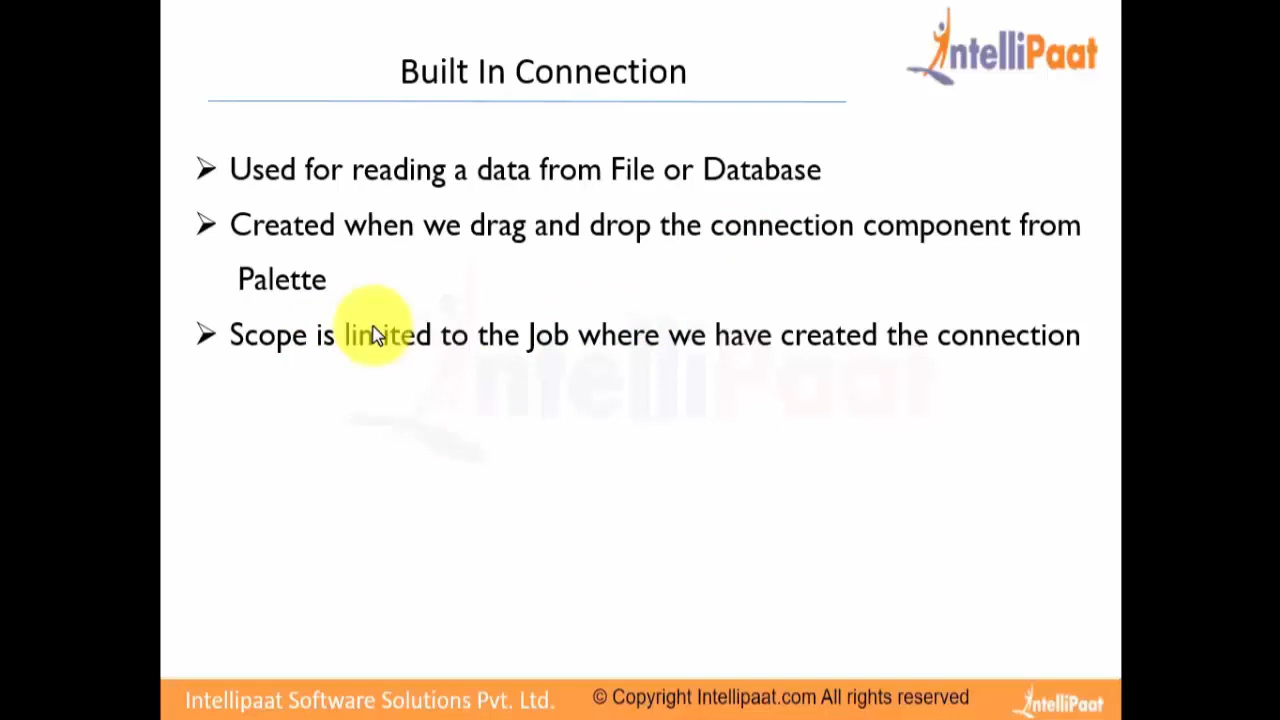 IntelliPaat
Built In Connection
➢ Used for reading a data from File or Database
➢ Created when we drag and drop the connection component from
Palette
➢ Scope is limited to the Job where we have created the connection
IntelliPaat
Intellipaat Software Solutions Pvt. Ltd. © Copyright Intellipaat.com All rights reserved IntelliPaat